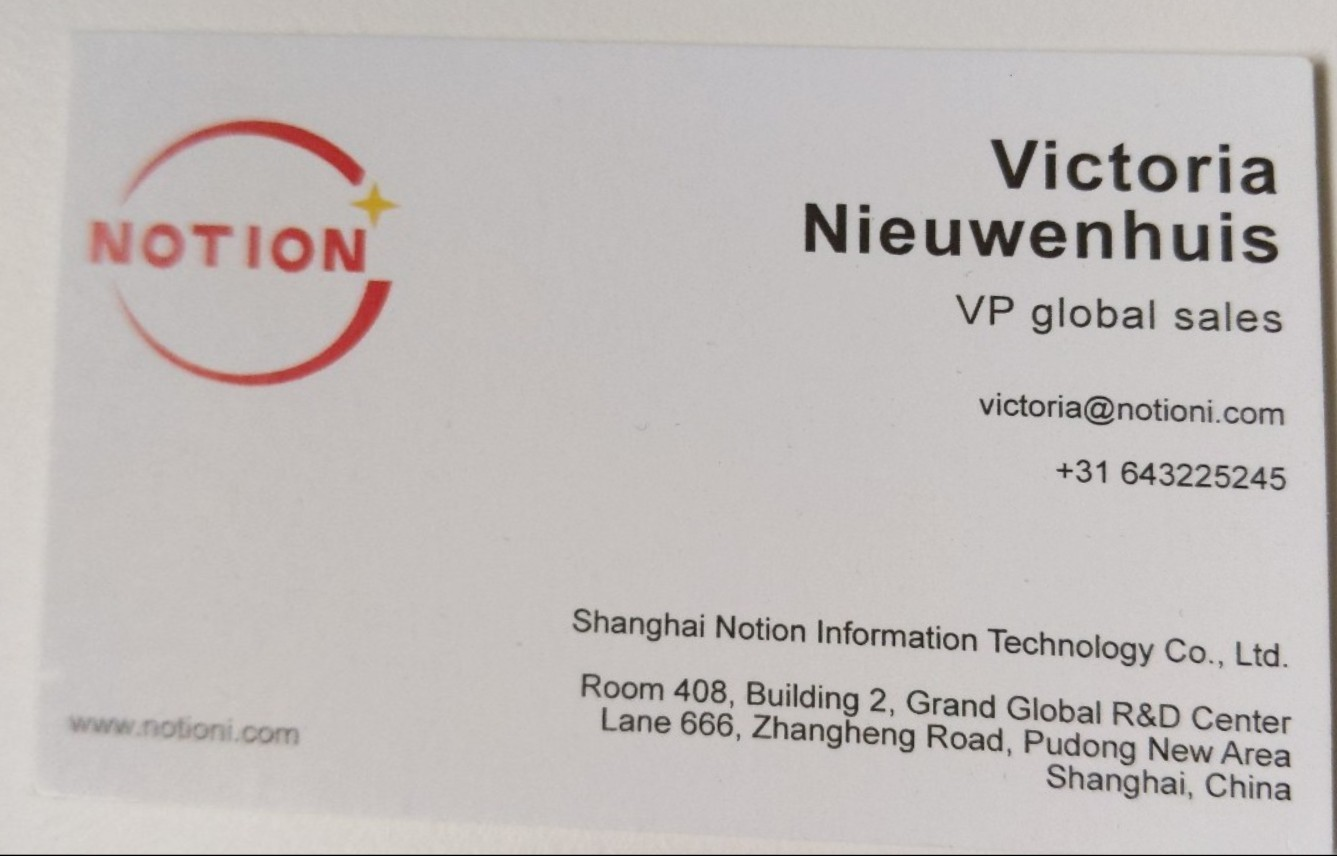 NOTION
Victoria
Nieuwenhuis
VP global sales
victoria@notioni.com
+31 643225245
Shanghai Notion Information Technology Co., Ltd.
Room 408, Building 2, Grand Global R&D Center
Lane 666, Zhangheng Road, Pudong New Area
Shanghai, China
www.notioni.com